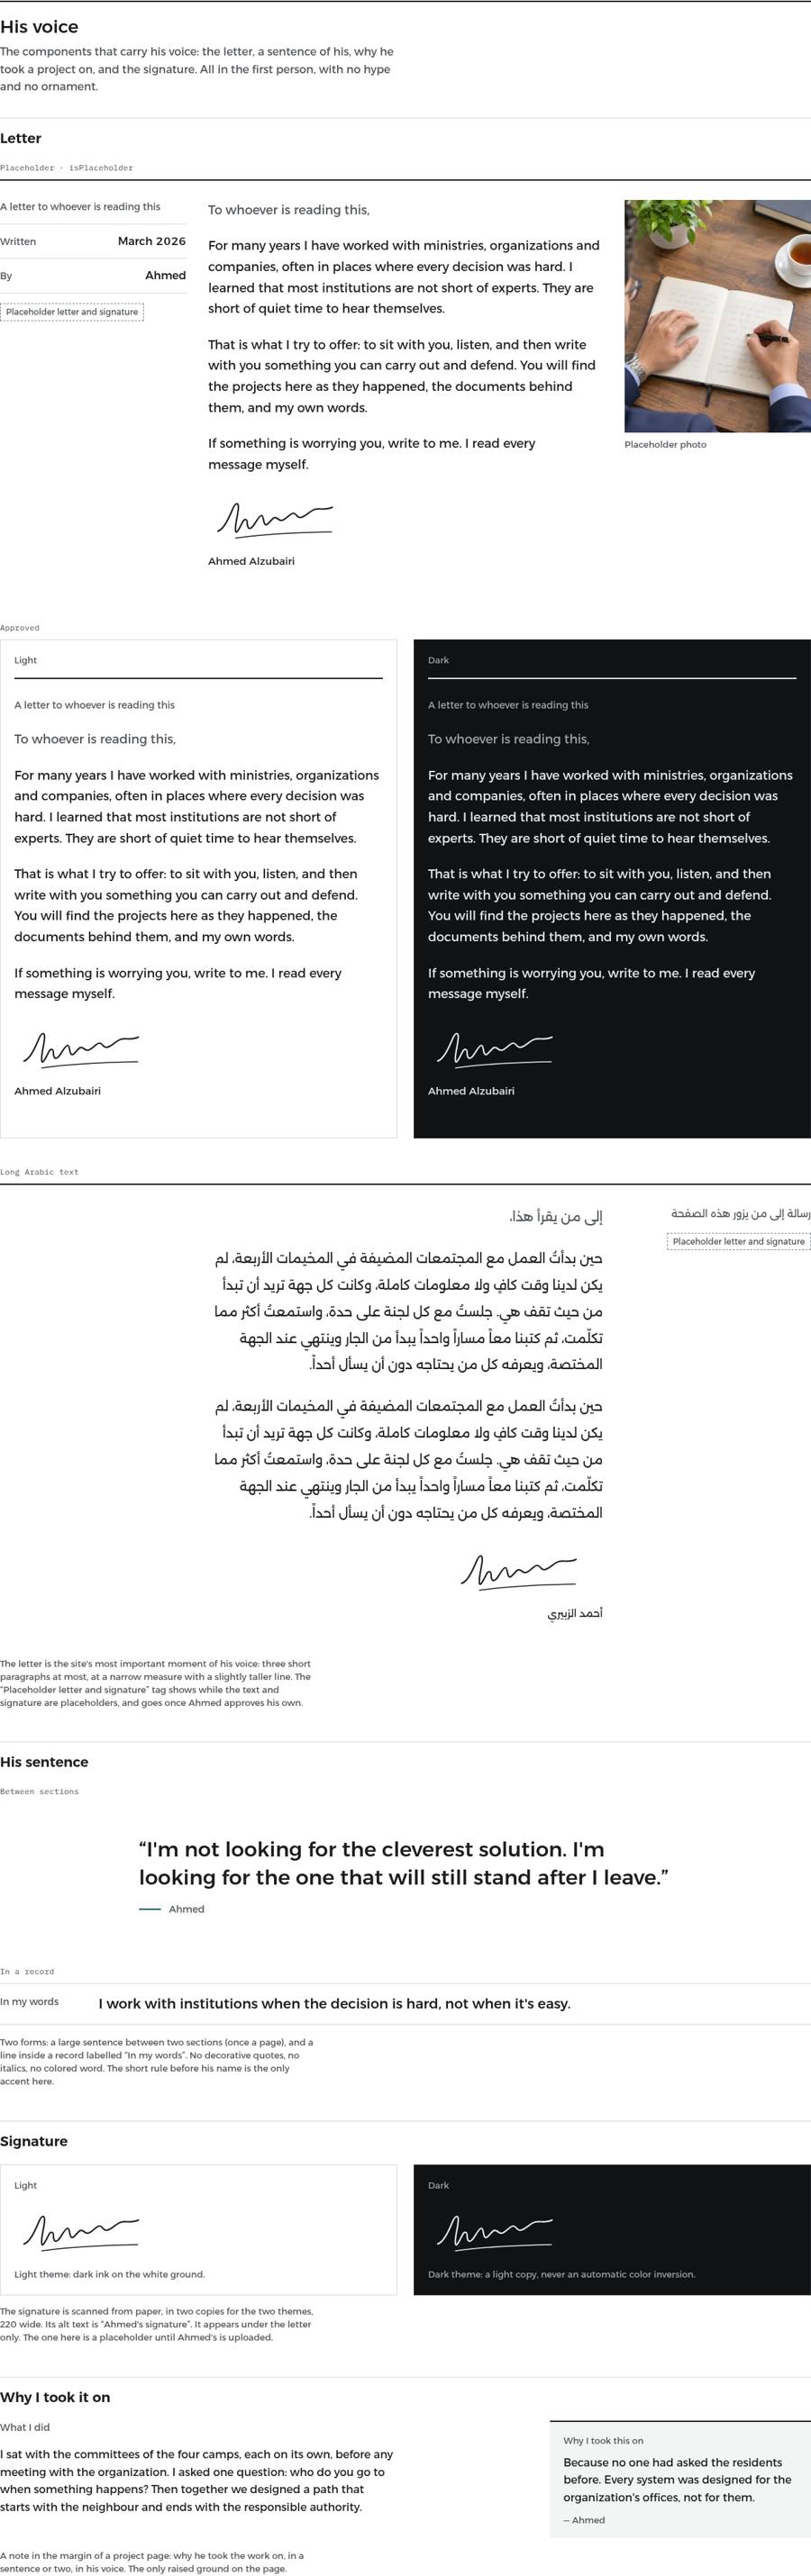 His voice
The components that carry his voice: the letter, a sentence of his, why he
took a project on, and the signature. All in the first person, with no hype
and no ornament.
Letter
Placeholder · isPlaceholder
A letter to whoever is reading this
Written March 2026
By Ahmed
Placeholder letter and signature
To whoever is reading this,
For many years I have worked with ministries, organizations and
companies, often in places where every decision was hard. I
learned that most institutions are not short of experts. They are
short of quiet time to hear themselves.
That is what I try to offer: to sit with you, listen, and then write
with you something you can carry out and defend. You will find
the projects here as they happened, the documents behind
them, and my own words.
If something is worrying you, write to me. I read every
message myself.
Ahmed Alzubairi
Placeholder photo
Approved
Light
A letter to whoever is reading this
To whoever is reading this,
For many years I have worked with ministries, organizations
and companies, often in places where every decision was
hard. I learned that most institutions are not short of
experts. They are short of quiet time to hear themselves.
That is what I try to offer: to sit with you, listen, and then
write with you something you can carry out and defend.
You will find the projects here as they happened, the
documents behind them, and my own words.
If something is worrying you, write to me. I read every
message myself.
Ahmed Alzubairi
Dark
A letter to whoever is reading this
To whoever is reading this,
For many years I have worked with ministries, organizations
and companies, often in places where every decision was
hard. I learned that most institutions are not short of
experts. They are short of quiet time to hear themselves.
That is what I try to offer: to sit with you, listen, and then
write with you something you can carry out and defend.
You will find the projects here as they happened, the
documents behind them, and my own words.
If something is worrying you, write to me. I read every
message myself.
Ahmed Alzubairi
Long Arabic text
رسالة إلى من يزور هذه الصفحة
Placeholder letter and signature
إلى من يقرأ هذا،
حين بدأتُ العمل مع المجتمعات المضيفة في المخيمات الأربعة، لم
يكن لدينا وقت كافٍ ولا معلومات كاملة، وكانت كل جهة تريد أن تبدأ
من حيث تقف هي. جلستُ مع كل لجنة على حدة، واستمعتُ أكثر مما
تكلّمت، ثم كتبنا معاً مساراً واحداً يبدأ من الجار وينتهي عند الجهة
المختصة، ويعرفه كل من يحتاجه دون أن يسأل أحداً.
حين بدأتُ العمل مع المجتمعات المضيفة في المخيمات الأربعة، لم
يكن لدينا وقت كافٍ ولا معلومات كاملة، وكانت كل جهة تريد أن تبدأ
من حيث تقف هي. جلستُ مع كل لجنة على حدة، واستمعتُ أكثر مما
تكلّمت، ثم كتبنا معاً مساراً واحداً يبدأ من الجار وينتهي عند الجهة
المختصة، ويعرفه كل من يحتاجه دون أن يسأل أحداً.
أحمد الزبيري
The letter is the site's most important moment of his voice: three short
paragraphs at most, at a narrow measure with a slightly taller line. The
"Placeholder letter and signature" tag shows while the text and
signature are placeholders, and goes once Ahmed approves his own.
His sentence
Between sections
“I'm not looking for the cleverest solution. I'm
looking for the one that will still stand after I leave.”
Ahmed
In a record
In my words I work with institutions when the decision is hard, not when it's easy.
Two forms: a large sentence between two sections (once a page), and a
line inside a record labelled “In my words”. No decorative quotes, no
italics, no colored word. The short rule before his name is the only
accent here.
Signature
Light
Light theme: dark ink on the white ground.
Dark
Dark theme: a light copy, never an automatic color inversion.
The signature is scanned from paper, in two copies for the two themes,
220 wide. Its alt text is “Ahmed's signature”. It appears under the letter
only. The one here is a placeholder until Ahmed's is uploaded.
Why I took it on
What I did
I sat with the committees of the four camps, each on its own, before any
meeting with the organization. I asked one question: who do you go to
when something happens? Then together we designed a path that
starts with the neighbour and ends with the responsible authority.
Why I took this on
Because no one had asked the residents
before. Every system was designed for the
organization's offices, not for them.
— Ahmed
A note in the margin of a project page: why he took the work on, in a
sentence or two, in his voice. The only raised ground on the page.